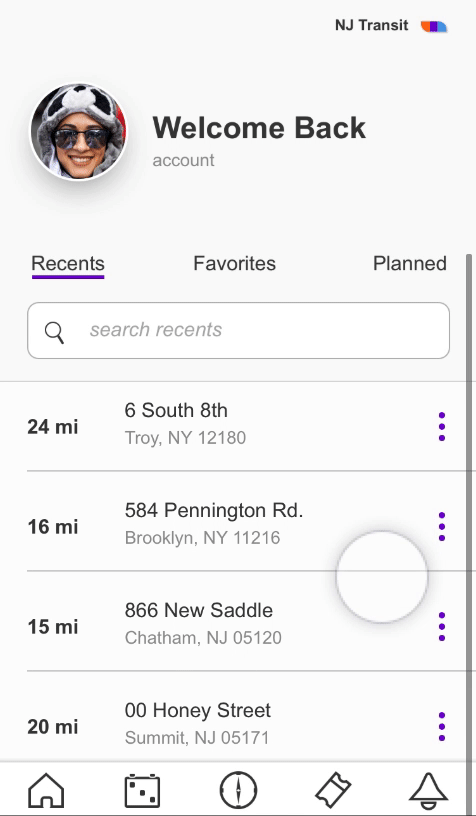 NJ Transit
Welcome Back
account
Recents Favorites Planned
search recents
24 mi
6 South 8th
Troy, NY 12180
16 mi
584 Pennington Rd.
Brooklyn, NY 11216
15 mi
866 New Saddle
Chatham, NJ 05120
20 mi
00 Honey Street
Summit, NJ 05171